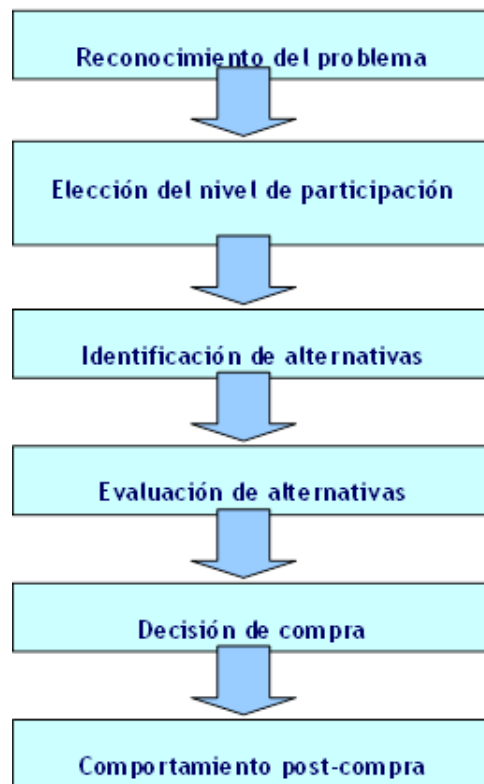 Reconocimiento del problema
Elección del nivel de participación
Identificación de alternativas
Evaluación de alternativas
Decisión de compra
Comportamiento post-compra